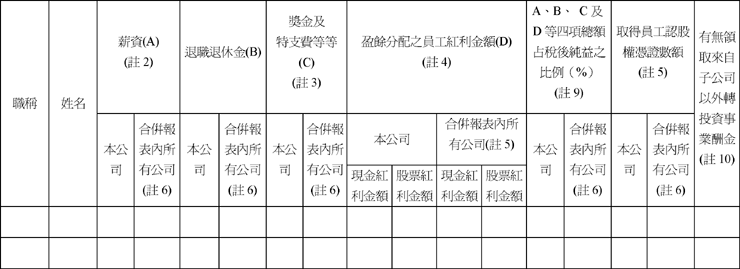 職稱
姓名
薪資(A)
(註 2)
退職退休金(B)
獎金及
特支費等等
(C)
(註 3)
盈餘分配之員工紅利金額(D)
(註 4)
A、B、 C 及
D 等四項總額
占稅後純益之
比例（%）
(註 9)
取得員工認股
權憑證數額
(註 5)
有無領
取來自
子公司
以外轉
投資事
業酬金
(註 10)
本公
司
合併報
表內所
有公司
(註 6)
本公
司
合併報
表內所
有公司
(註 6)
本公
司
合併報
表內所
有公司
(註 6)
本公司
合併報表內所
有公司(註 5)
現金紅
利金額
股票紅
利金額
現金紅
利金額
股票紅
利金額
本公
司
合併報
表內所
有公司
(註 6)
本公
司
合併報
表內所
有公司
(註 6)